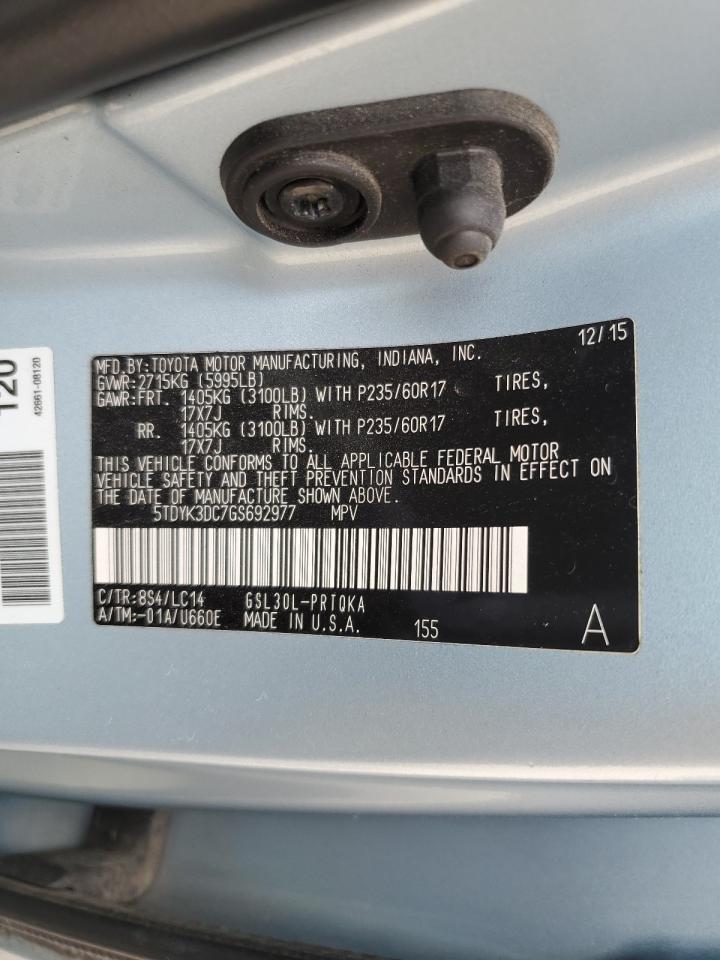 12/15
MFD.BY:TOYOTA MOTOR MANUFACTURING, INDIANA, INC.
GVWR:2715KG (5995LB)
GAWR:FRT. 1405KG (3100LB) WITH P235/60R17 TIRES,
17X7J RIMS.
RR. 1405KG (3100LB) WITH P235/60R17 TIRES,
17X7J RIMS.
THIS VEHICLE CONFORMS TO ALL APPLICABLE FEDERAL MOTOR
VEHICLE SAFETY AND THEFT PREVENTION STANDARDS IN EFFECT ON
THE DATE OF MANUFACTURE SHOWN ABOVE.
5TDYK3DC7GS692977 MPV
C/TR:8S4/LC14 GSL30L-PRTQKA
A/TM:-01A/U660E MADE IN U.S.A. 155 A
120
42661-08120